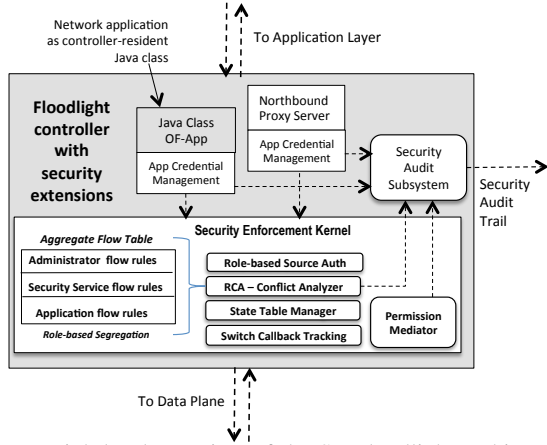 Network application
as controller-resident
Java class
To Application Layer
Floodlight
controller
with
security
extensions
Java Class
OF-App
App Credential
Management
Northbound
Proxy Server
App Credential
Management
Security
Audit
Subsystem
Security
Audit
Trail
Security Enforcement Kernel
Aggregate Flow Table
Administrator flow rules
Security Service flow rules
Application flow rules
Role-based Segregation
Role-based Source Auth
RCA – Conflict Analyzer
State Table Manager
Switch Callback Tracking
Permission
Mediator
To Data Plane